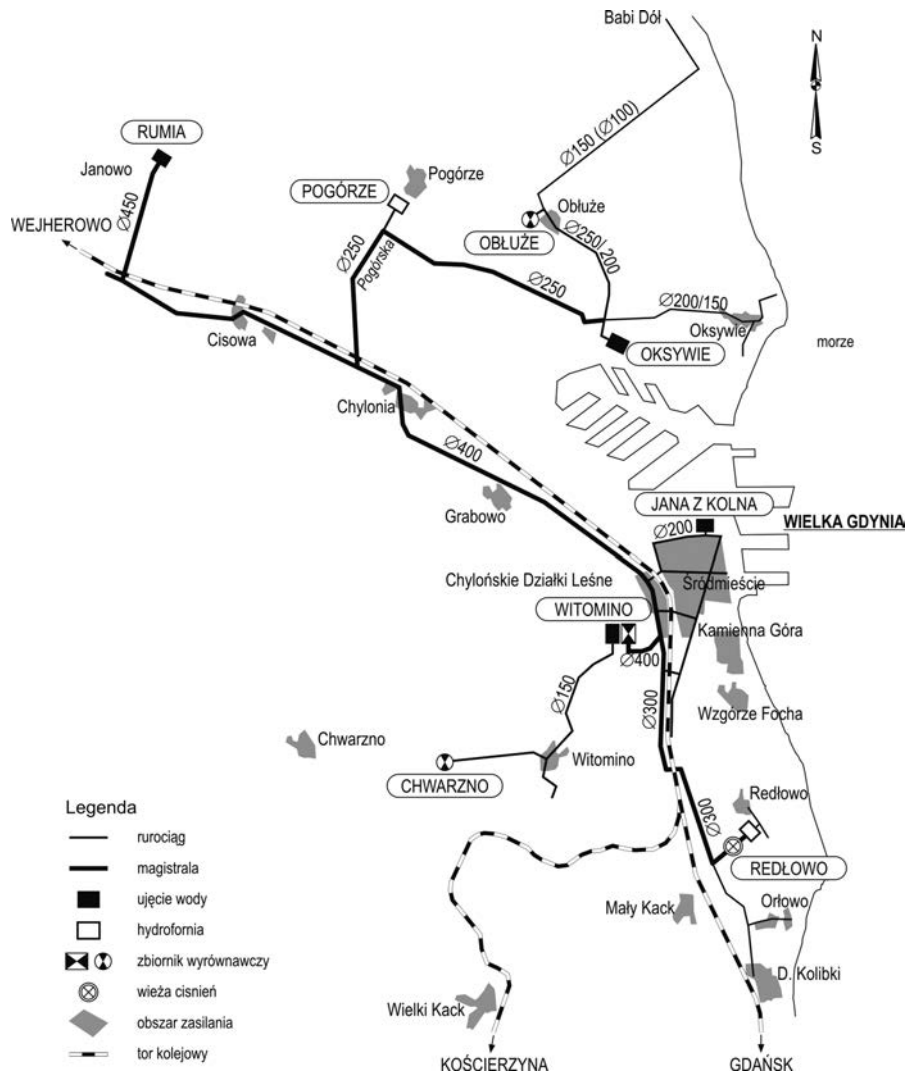 Babi Dół
N
S
RUMIA
Janowo
Ø450
WEJHEROWO
POGÓRZE
Pogórze
Ø150 (Ø100)
Obłuże
OBŁUŻE
Ø250/200
Ø250
Pogórska
Ø250
Ø200/150
Oksywie
OKSYWIE
morze
Cisowa
Chylonia
Ø400
Grabowo
JANA Z KOLNA
WIELKA GDYNIA
Ø200
Chylońskie Działki Leśne
Śródmieście
WITOMINO
Kamienna Góra
Ø400
Ø150
Ø300
Wzgórze Focha
Chwarzno
Witomino
CHWARZNO
Redłowo
Ø300
REDŁOWO
Mały Kack
Orłowo
D. Kolibki
Wielki Kack
KOŚCIERZYNA
GDAŃSK
Legenda
rurociąg
magistrala
ujęcie wody
hydrofornia
zbiornik wyrównawczy
wieża cisnień
obszar zasilania
tor kolejowy